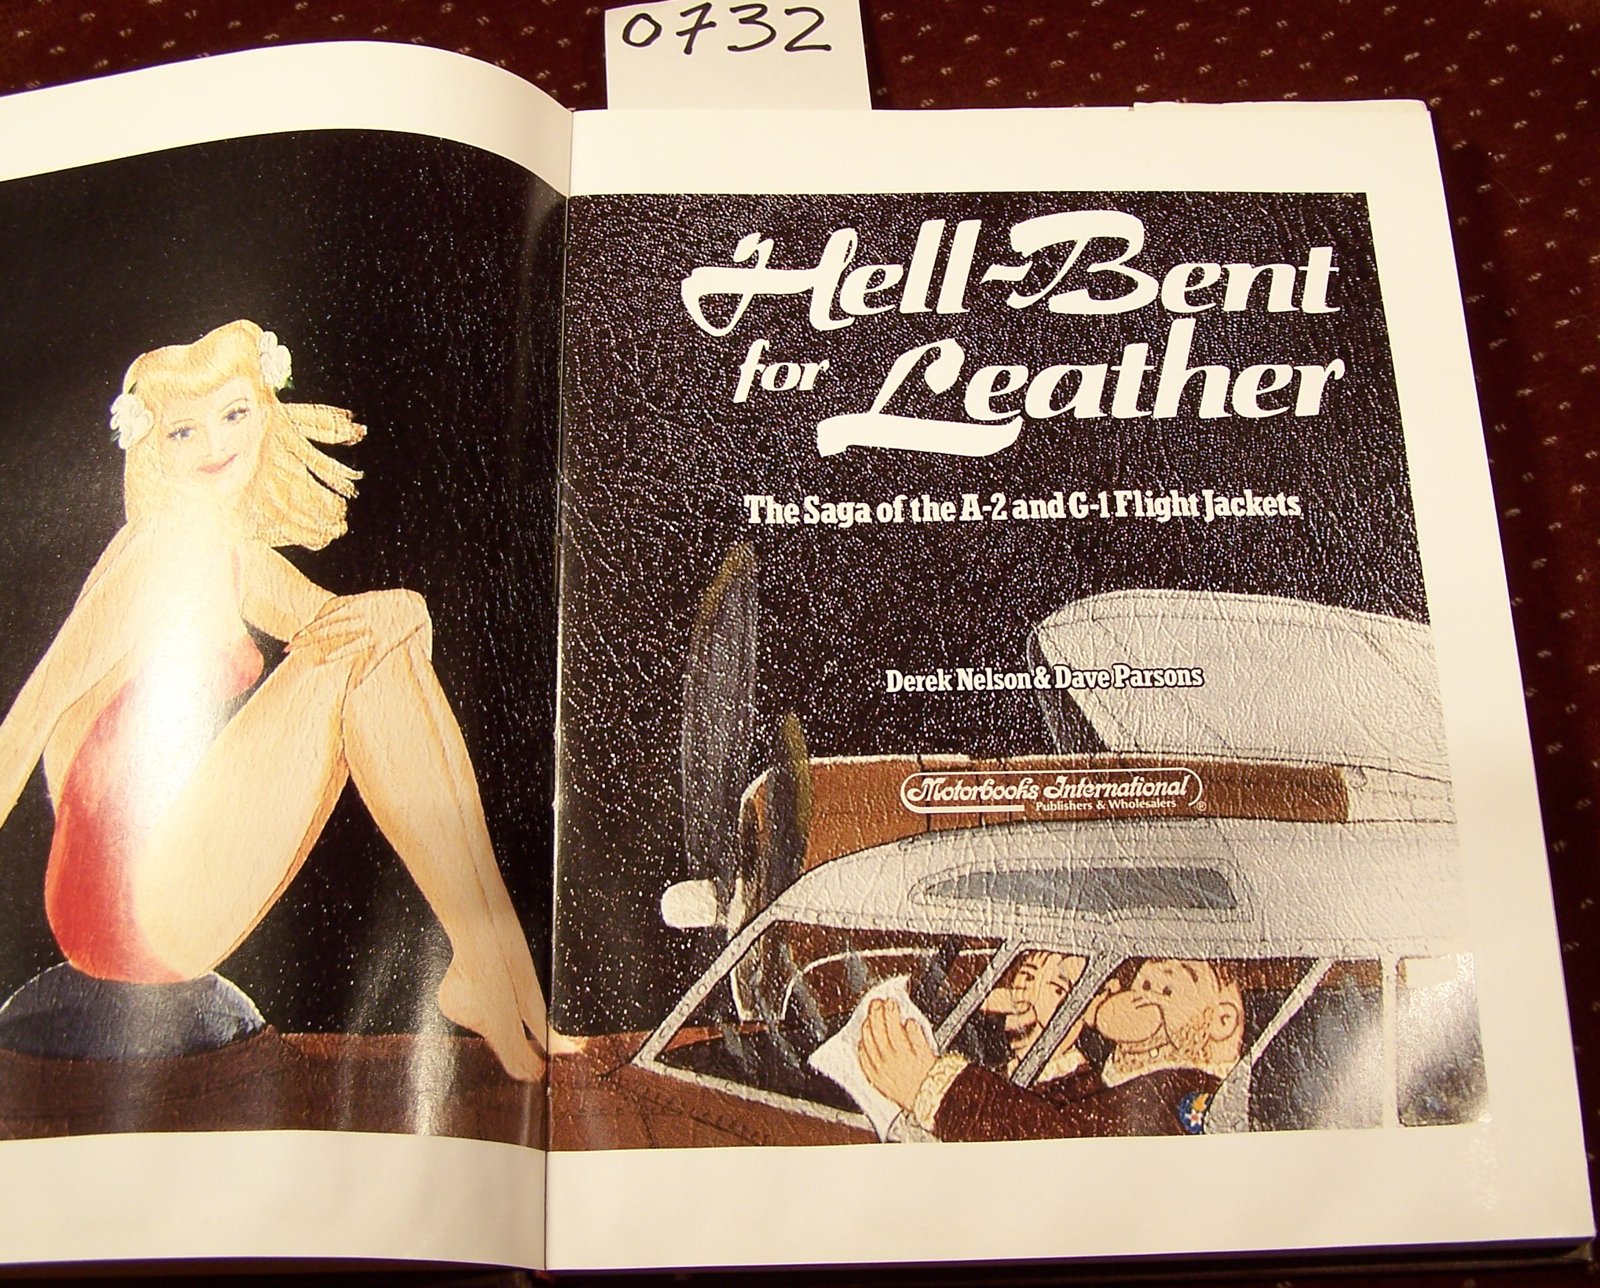 0732
Hell-Bent
for Leather
The Saga of the A-2 and G-1 Flight Jackets
Derek Nelson & Dave Parsons
Motorbooks International
Publishers & Wholesalers ®